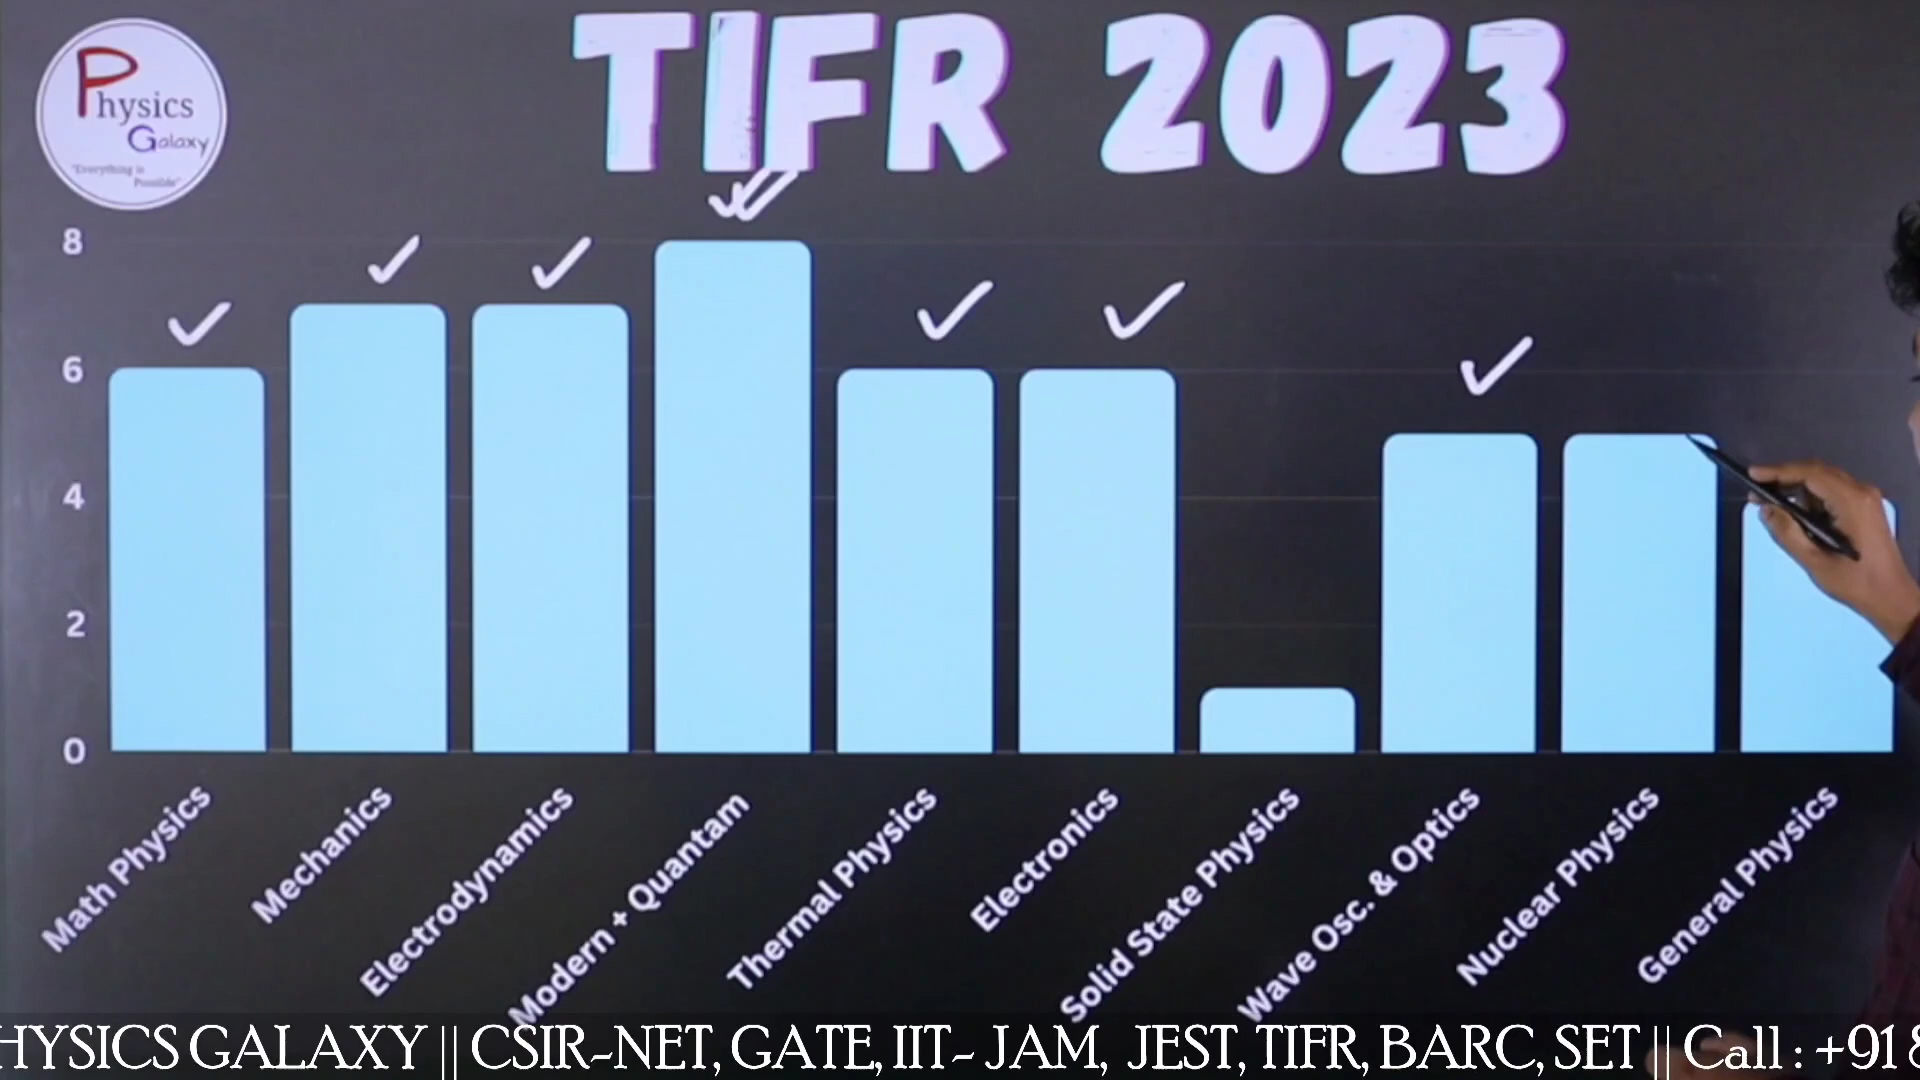 Physics
Galaxy
"Everything is
Possible"
TIFR 2023
8
6
4
2
0
Math Physics
Mechanics
Electrodynamics
Modern + Quantam
Thermal Physics
Electronics
Solid State Physics
Wave Osc. & Optics
Nuclear Physics
General Physics
HYSICS GALAXY || CSIR-NET, GATE, IIT- JAM, JEST, TIFR, BARC, SET || Call : +918